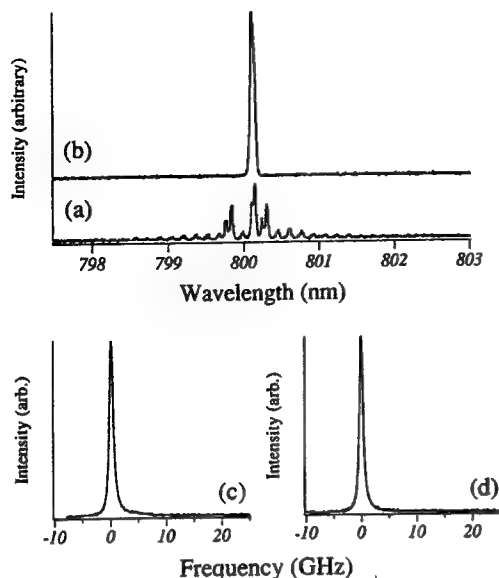 Intensity (arbitrary)
(b)
(a)
798 799 800 801 802 803
Wavelength (nm)
Intensity (arb.)
(c)
-10 0 10 20
Intensity (arb.)
(d)
-10 0 10 20
Frequency (GHz)